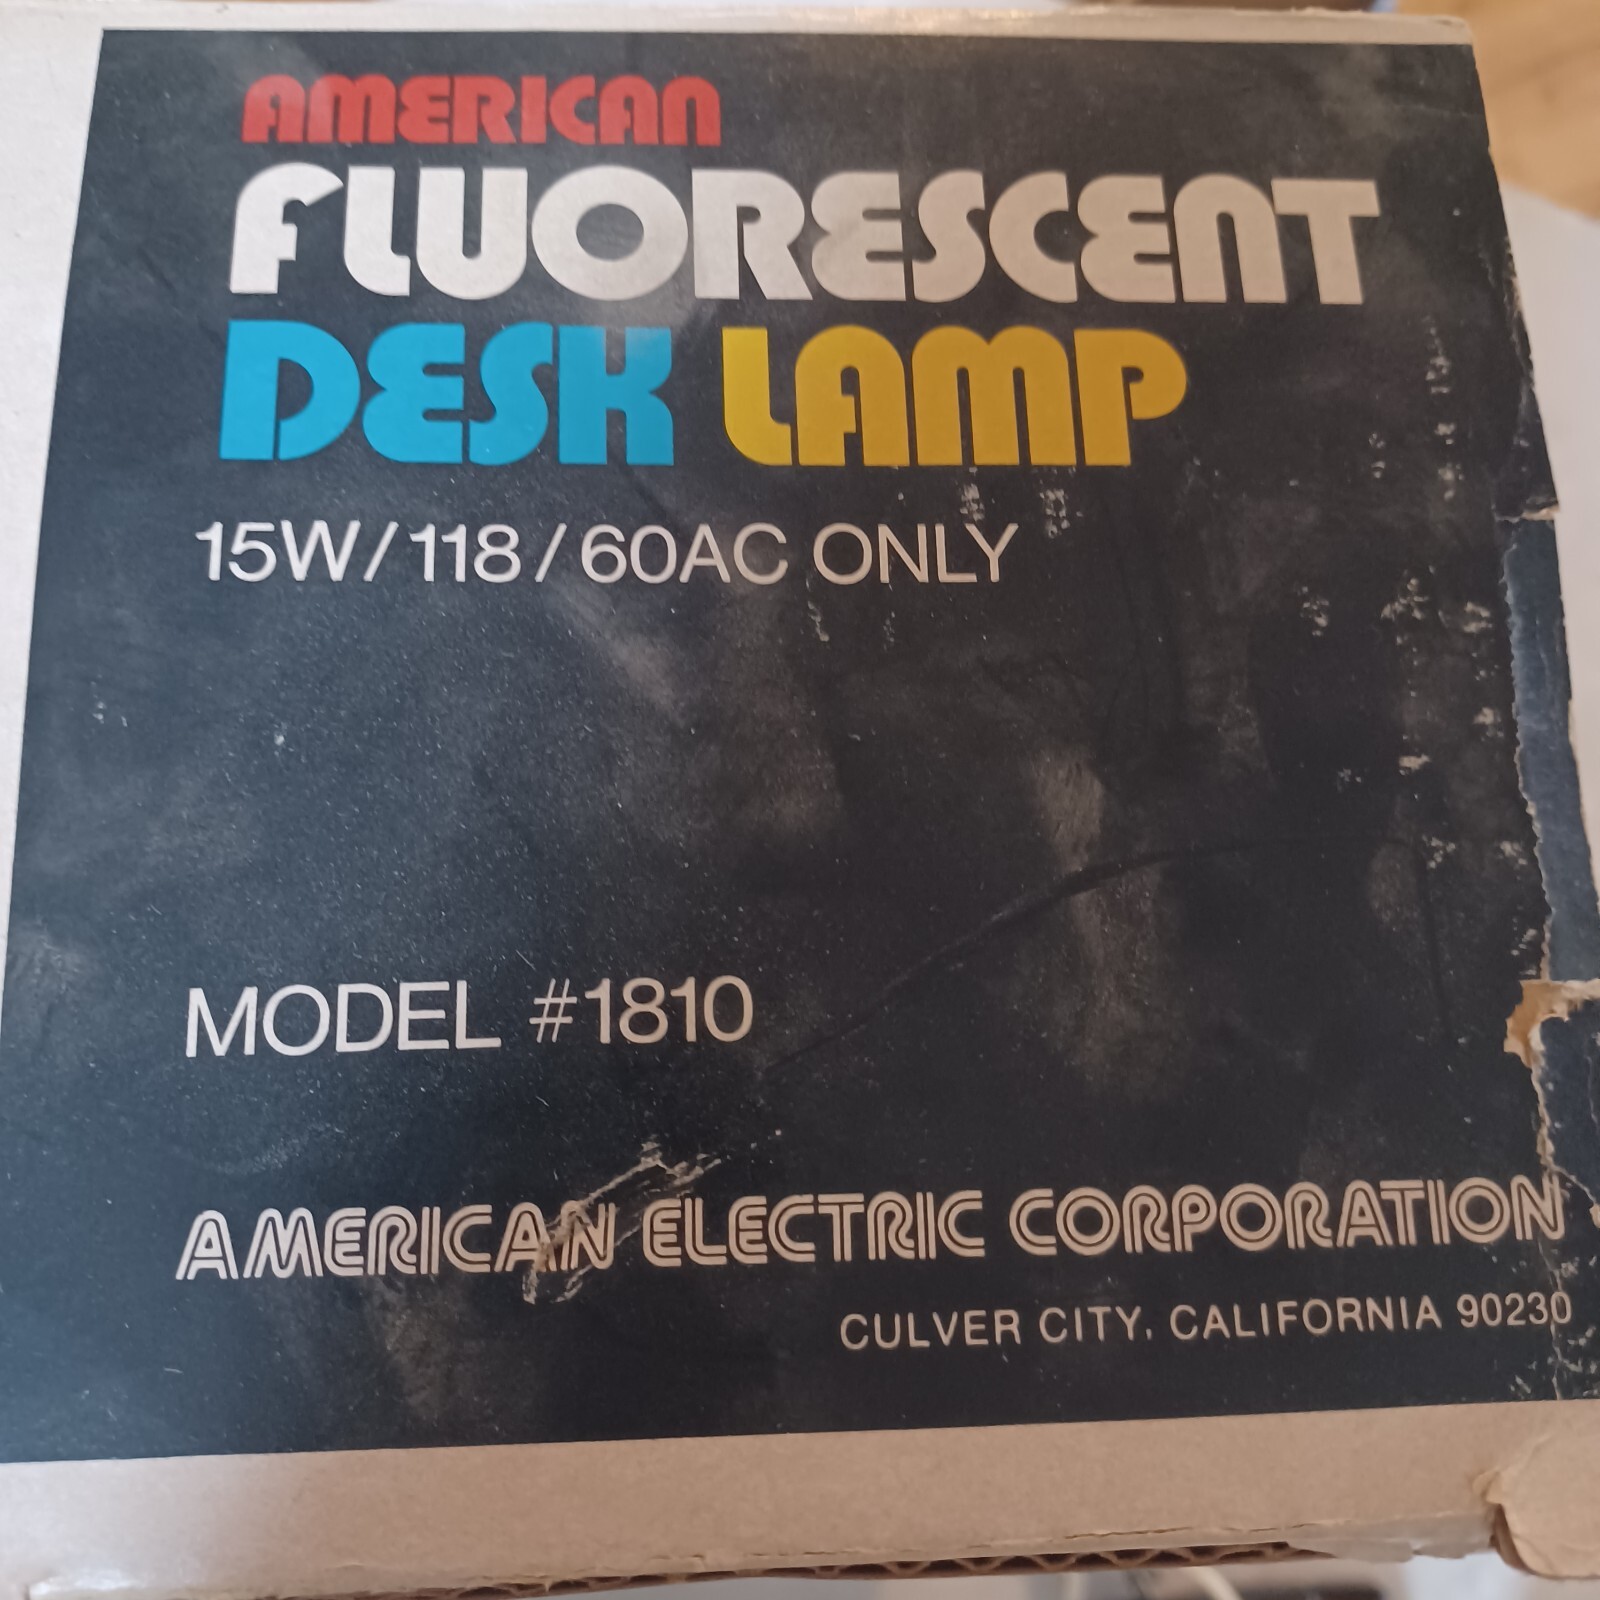 AMERICAN
FLUORESCENT
DESK LAMP
15W/118/60AC ONLY
MODEL #1810
AMERICAN ELECTRIC CORPORATION
CULVER CITY, CALIFORNIA 90230